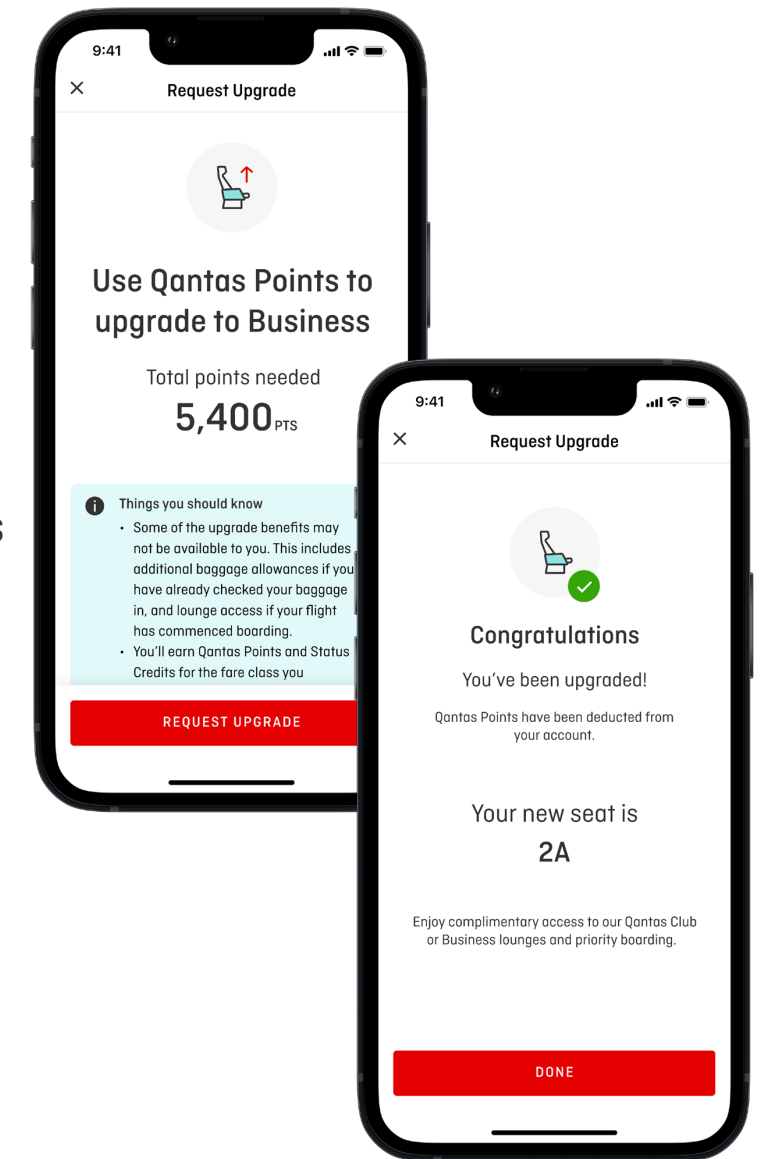 9:41
Request Upgrade
Use Qantas Points to
upgrade to Business
Total points needed
5,400 PTS
Things you should know
• Some of the upgrade benefits may
not be available to you. This includes
additional baggage allowances if you
have already checked your baggage
in, and lounge access if your flight
has commenced boarding.
• You'll earn Qantas Points and Status
Credits for the fare class you
REQUEST UPGRADE
s
9:41
Request Upgrade
Congratulations
You've been upgraded!
Qantas Points have been deducted from
your account.
Your new seat is
2A
Enjoy complimentary access to our Qantas Club
or Business lounges and priority boarding.
DONE